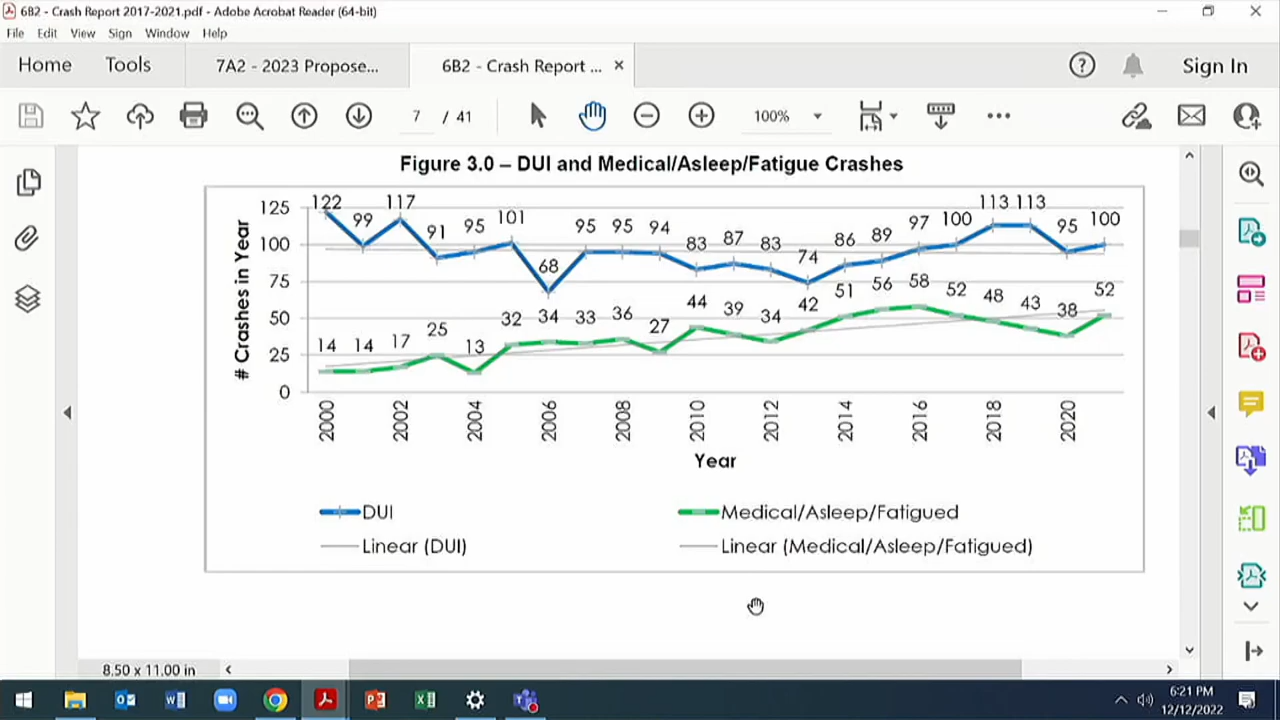 6B2 - Crash Report 2017-2021.pdf - Adobe Acrobat Reader (64-bit)
File Edit View Sign Window Help
Home Tools 7A2 - 2023 Propose... 6B2 - Crash Report ... × Sign In
7 / 41 100%
Figure 3.0 – DUI and Medical/Asleep/Fatigue Crashes
# Crashes in Year
125
100
75
50
25
0
122 99 117 91 95 101 68 95 95 94 83 87 83 74 86 89 97 100 113 113 95 100
14 14 17 25 13 32 34 33 36 27 44 39 34 42 51 56 58 52 48 43 38 52
2000 2002 2004 2006 2008 2010 2012 2014 2016 2018 2020
Year
DUI Medical/Asleep/Fatigued
Linear (DUI) Linear (Medical/Asleep/Fatigued)
8.50 x 11.00 in
6:21 PM
12/12/2022